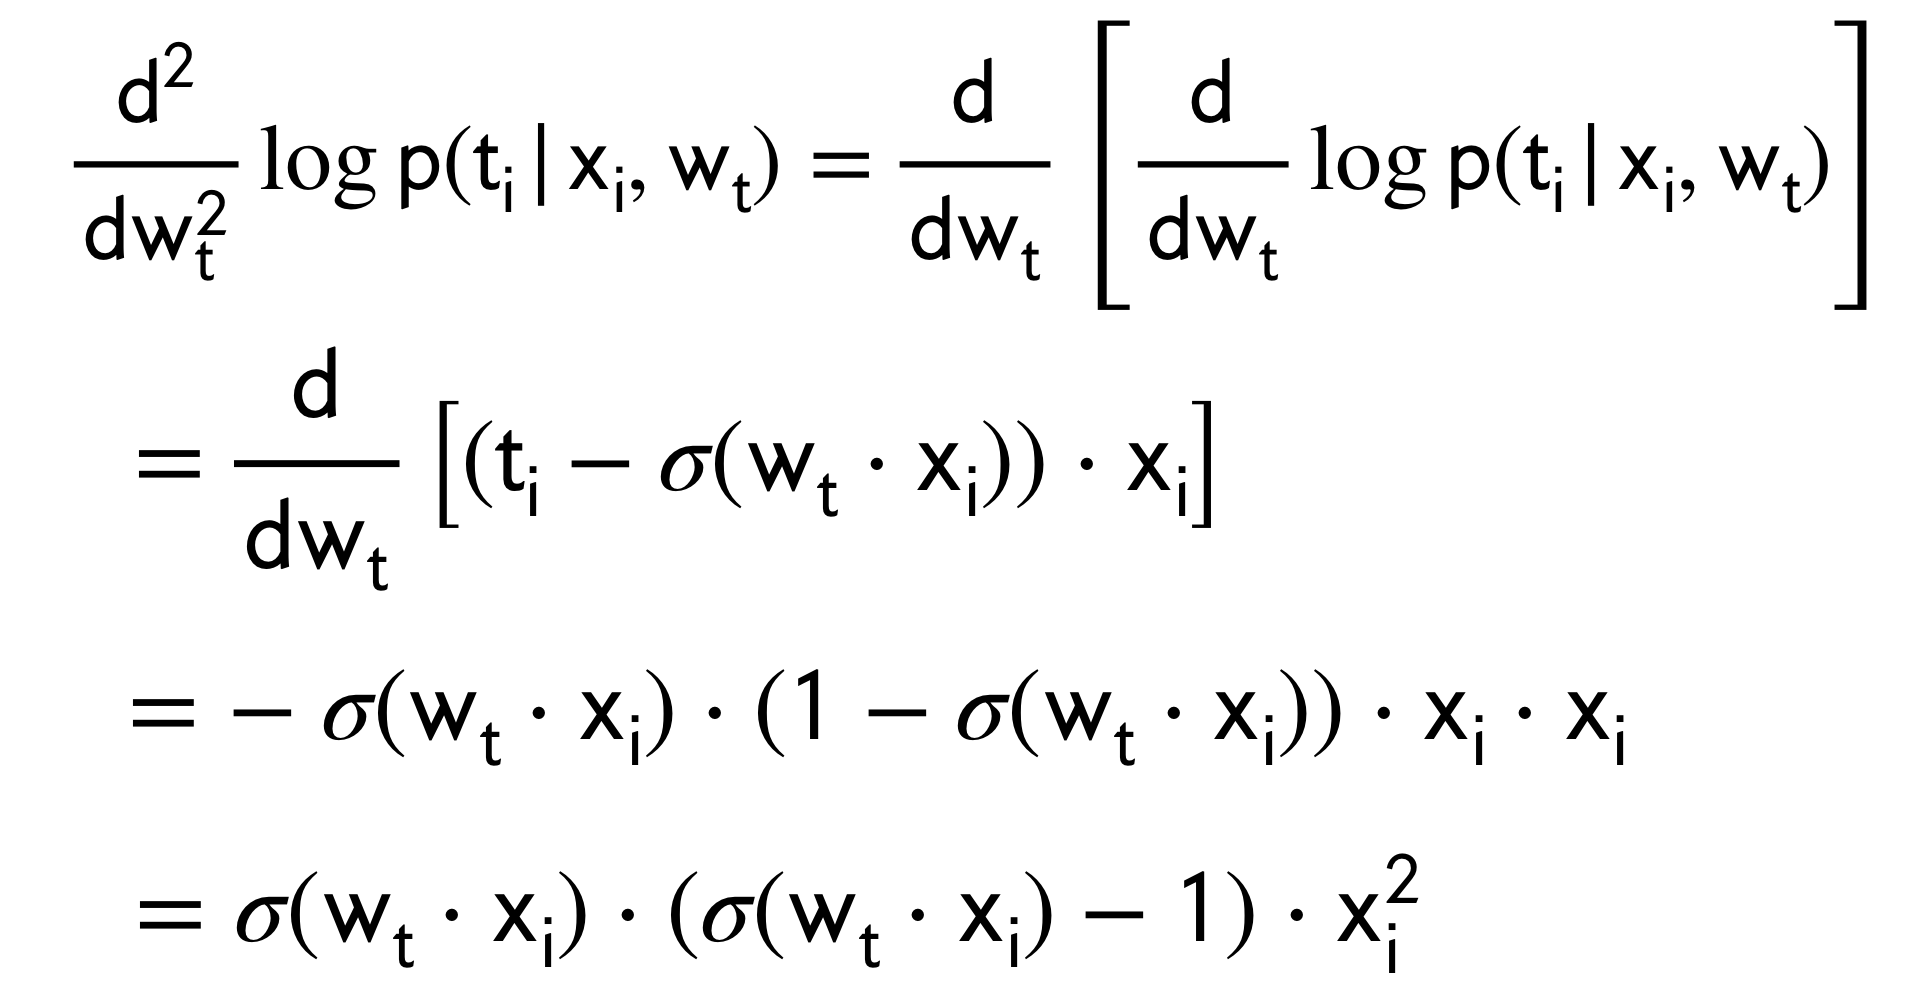 d²/dw_t² log p(t_i | x_i, w_t) = d/dw_t [ d/dw_t log p(t_i | x_i, w_t) ]
= d/dw_t [(t_i − σ(w_t · x_i)) · x_i]
= − σ(w_t · x_i) · (1 − σ(w_t · x_i)) · x_i · x_i
= σ(w_t · x_i) · (σ(w_t · x_i) − 1) · x_i²